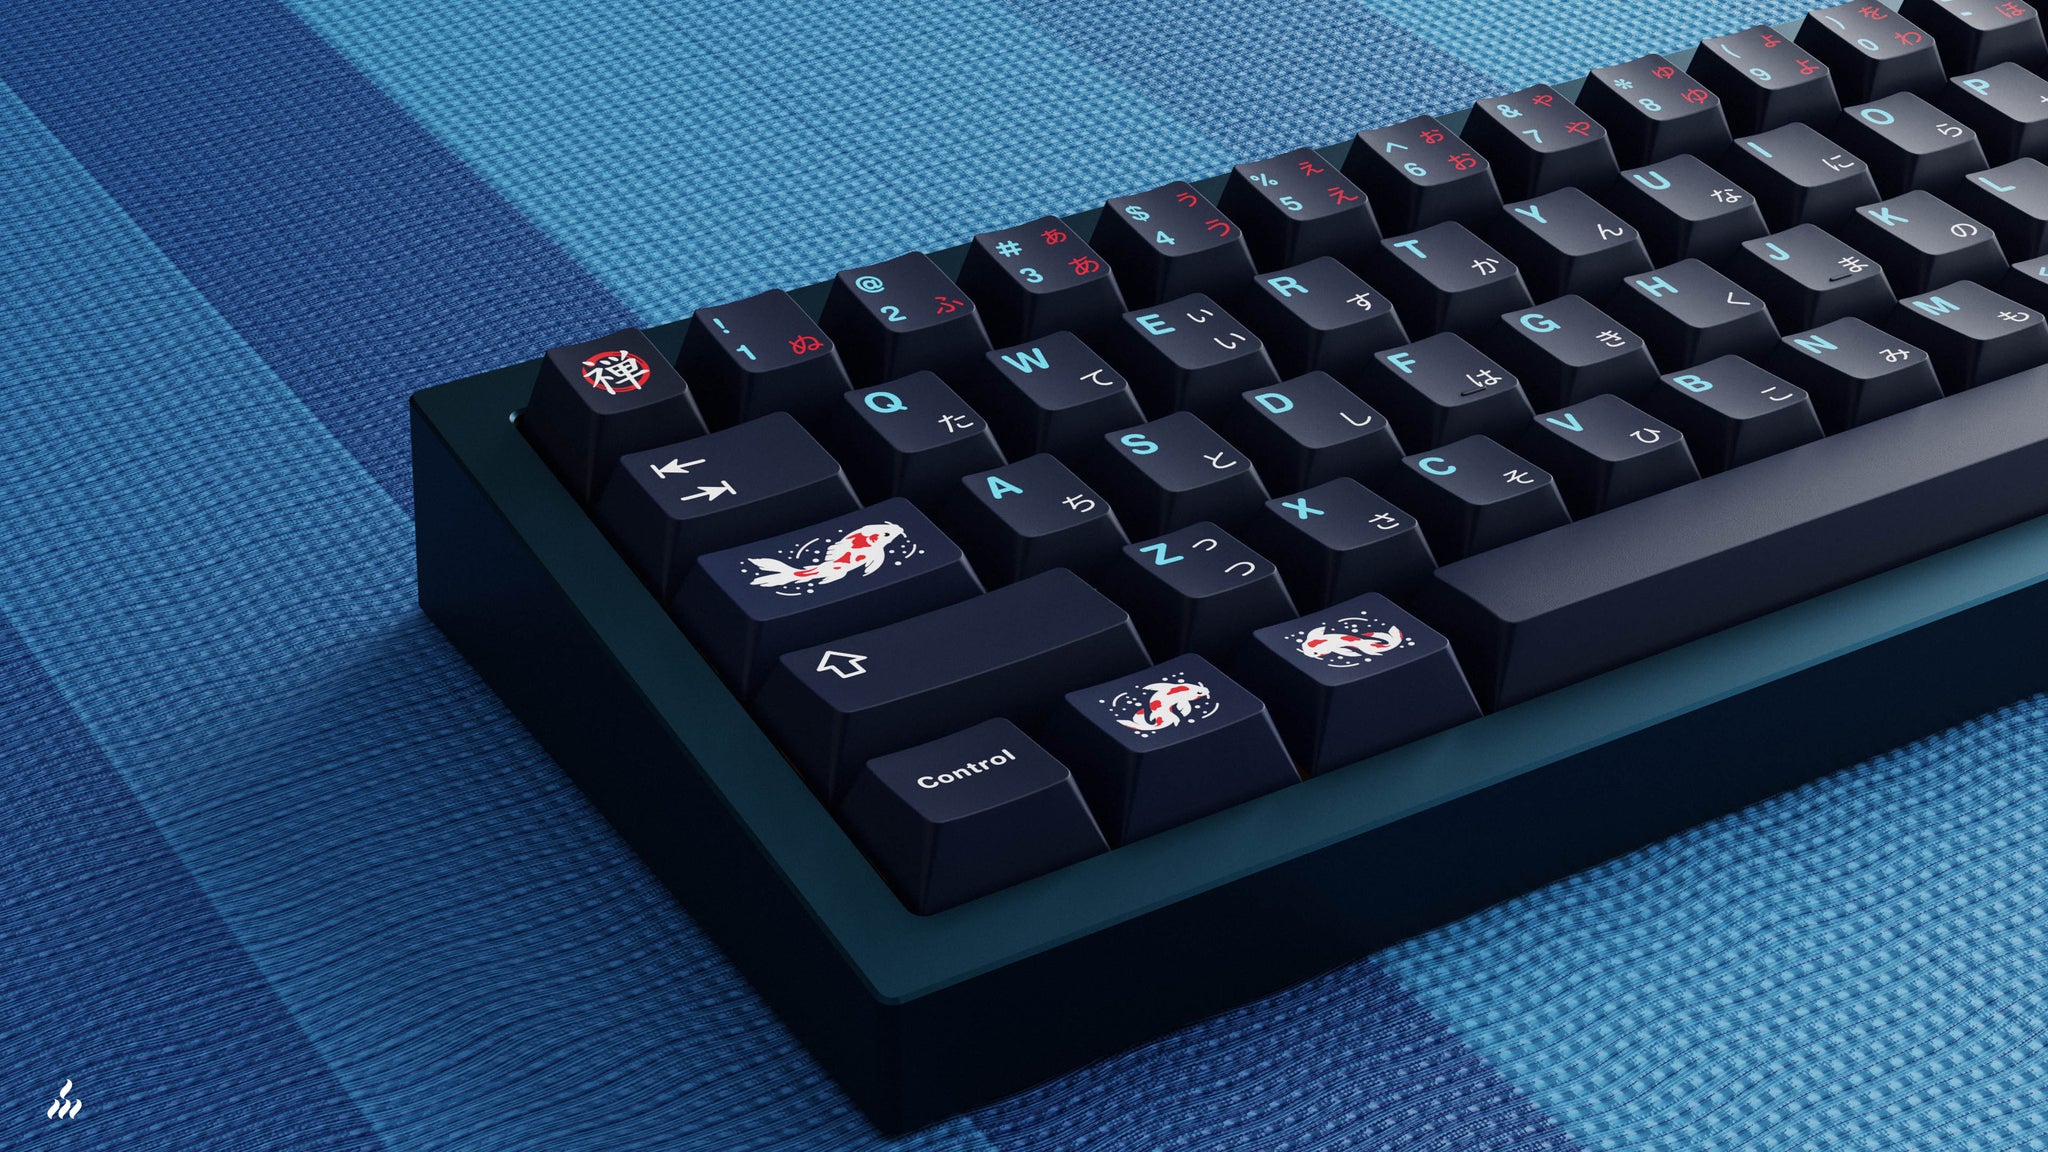 禅
! 1 ぬ
@ 2 ふ
# あ 3 あ
$ う 4 う
% え 5 え
^ お 6 お
& や 7 や
* ゆ 8 ゆ
( よ 9 よ
) を 0 わ
ほ
Q た
W て
E い い
R す
T か
Y ん
U な
I に
O ら
P
A ち
S と
D し
F は
G き
H く
J ま
K の
L
Z つ つ
X さ
C そ
V ひ
B こ
N み
M も
Control